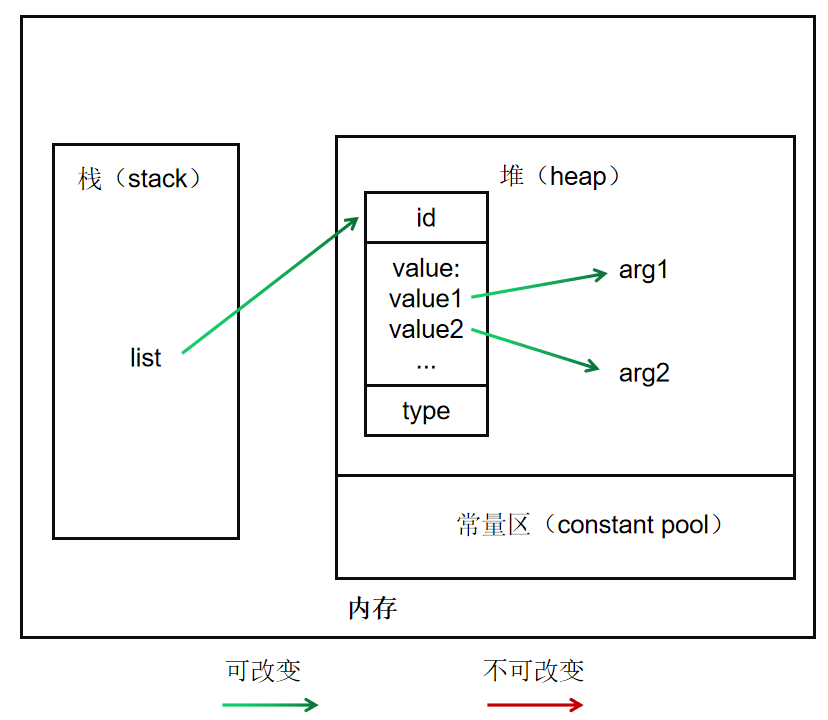 栈（stack）
堆（heap）
id
value:
value1
value2
...
type
arg1
arg2
list
常量区（constant pool）
内存
可改变
不可改变